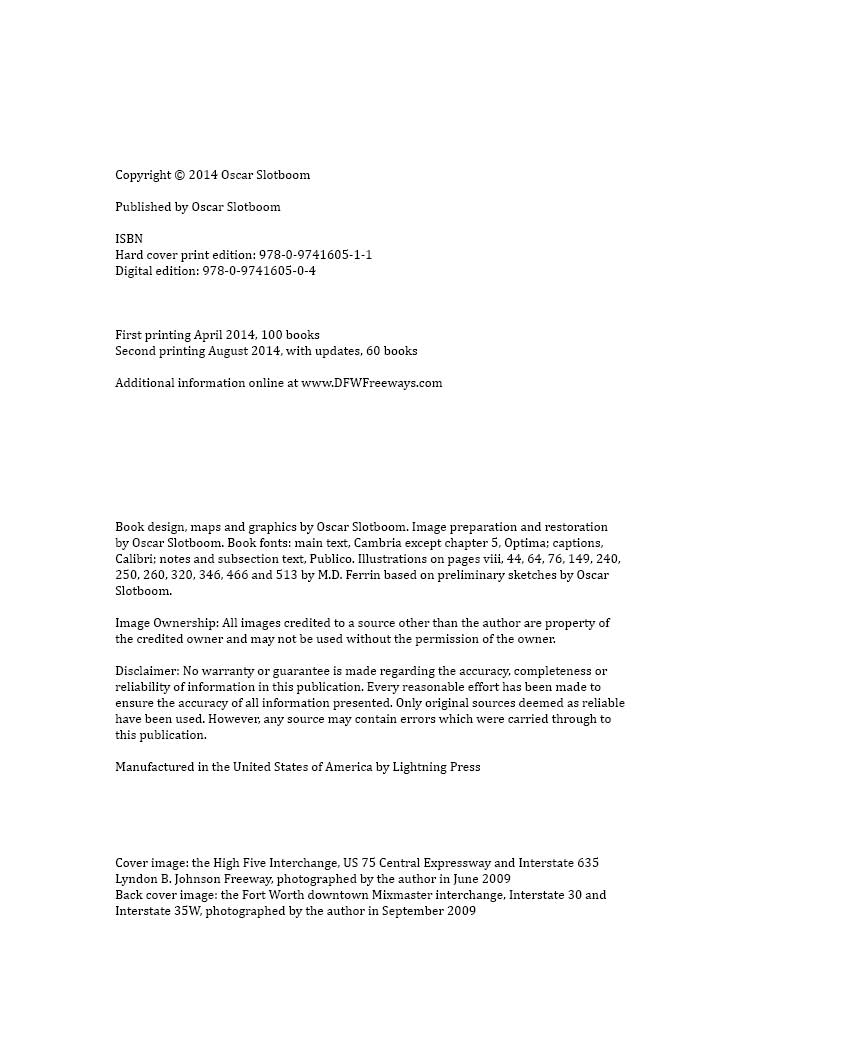 Copyright © 2014 Oscar Slotboom
Published by Oscar Slotboom
ISBN
Hard cover print edition: 978-0-9741605-1-1
Digital edition: 978-0-9741605-0-4
First printing April 2014, 100 books
Second printing August 2014, with updates, 60 books
Additional information online at www.DFWFreeways.com
Book design, maps and graphics by Oscar Slotboom. Image preparation and restoration
by Oscar Slotboom. Book fonts: main text, Cambria except chapter 5, Optima; captions,
Calibri; notes and subsection text, Publico. Illustrations on pages viii, 44, 64, 76, 149, 240,
250, 260, 320, 346, 466 and 513 by M.D. Ferrin based on preliminary sketches by Oscar
Slotboom.
Image Ownership: All images credited to a source other than the author are property of
the credited owner and may not be used without the permission of the owner.
Disclaimer: No warranty or guarantee is made regarding the accuracy, completeness or
reliability of information in this publication. Every reasonable effort has been made to
ensure the accuracy of all information presented. Only original sources deemed as reliable
have been used. However, any source may contain errors which were carried through to
this publication.
Manufactured in the United States of America by Lightning Press
Cover image: the High Five Interchange, US 75 Central Expressway and Interstate 635
Lyndon B. Johnson Freeway, photographed by the author in June 2009
Back cover image: the Fort Worth downtown Mixmaster interchange, Interstate 30 and
Interstate 35W, photographed by the author in September 2009